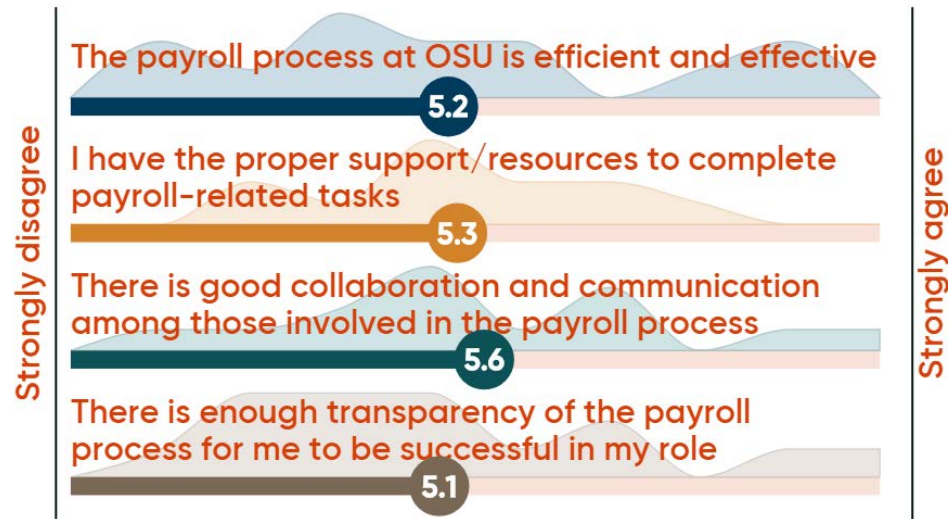 Strongly disagree
The payroll process at OSU is efficient and effective
5.2
I have the proper support/resources to complete
payroll-related tasks
5.3
There is good collaboration and communication
among those involved in the payroll process
5.6
There is enough transparency of the payroll
process for me to be successful in my role
5.1
Strongly agree